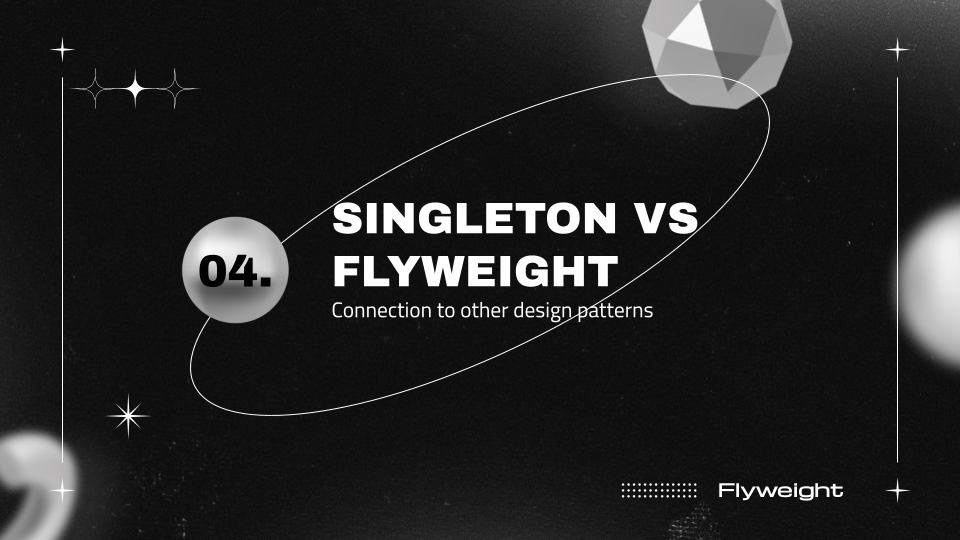 04.
SINGLETON VS
FLYWEIGHT
Connection to other design patterns
Flyweight